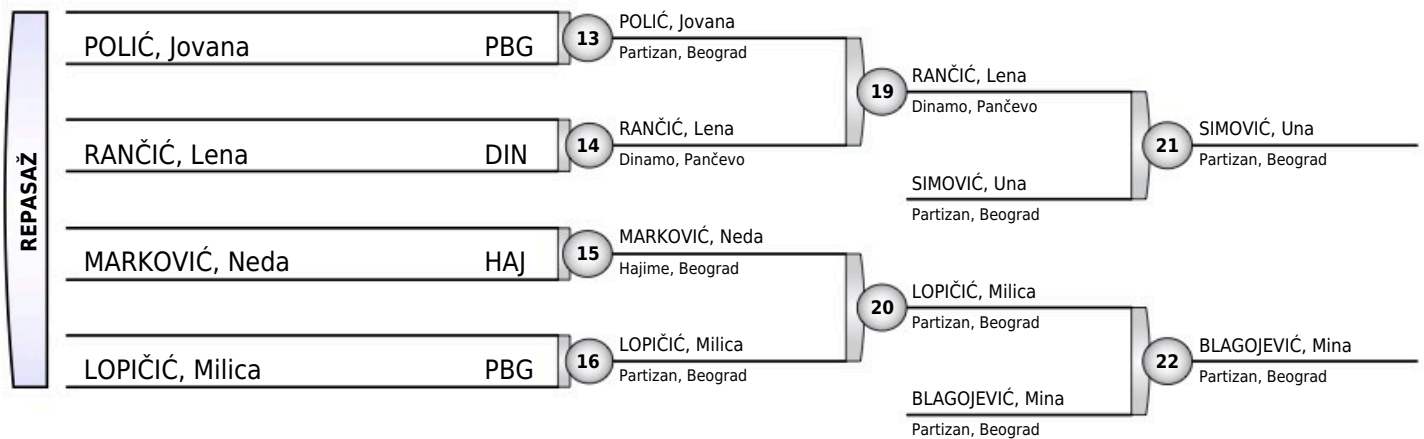 REPASAŽ
POLIĆ, Jovana PBG
13
POLIĆ, Jovana
Partizan, Beograd
RANČIĆ, Lena DIN
14
RANČIĆ, Lena
Dinamo, Pančevo
19
RANČIĆ, Lena
Dinamo, Pančevo
SIMOVIĆ, Una
Partizan, Beograd
21
SIMOVIĆ, Una
Partizan, Beograd
MARKOVIĆ, Neda HAJ
15
MARKOVIĆ, Neda
Hajime, Beograd
LOPIČIĆ, Milica PBG
16
LOPIČIĆ, Milica
Partizan, Beograd
20
LOPIČIĆ, Milica
Partizan, Beograd
BLAGOJEVIĆ, Mina
Partizan, Beograd
22
BLAGOJEVIĆ, Mina
Partizan, Beograd